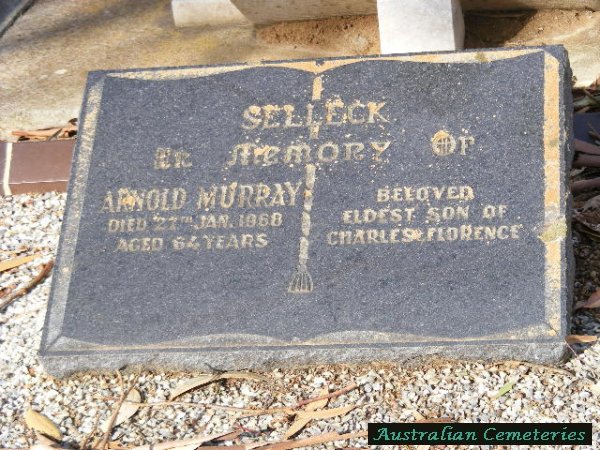 SELLECK
IN MEMORY OF
ARNOLD MURRAY
DIED 27TH JAN. 1968
AGED 64 YEARS
BELOVED
ELDEST SON OF
CHARLES & FLORENCE
Australian Cemeteries